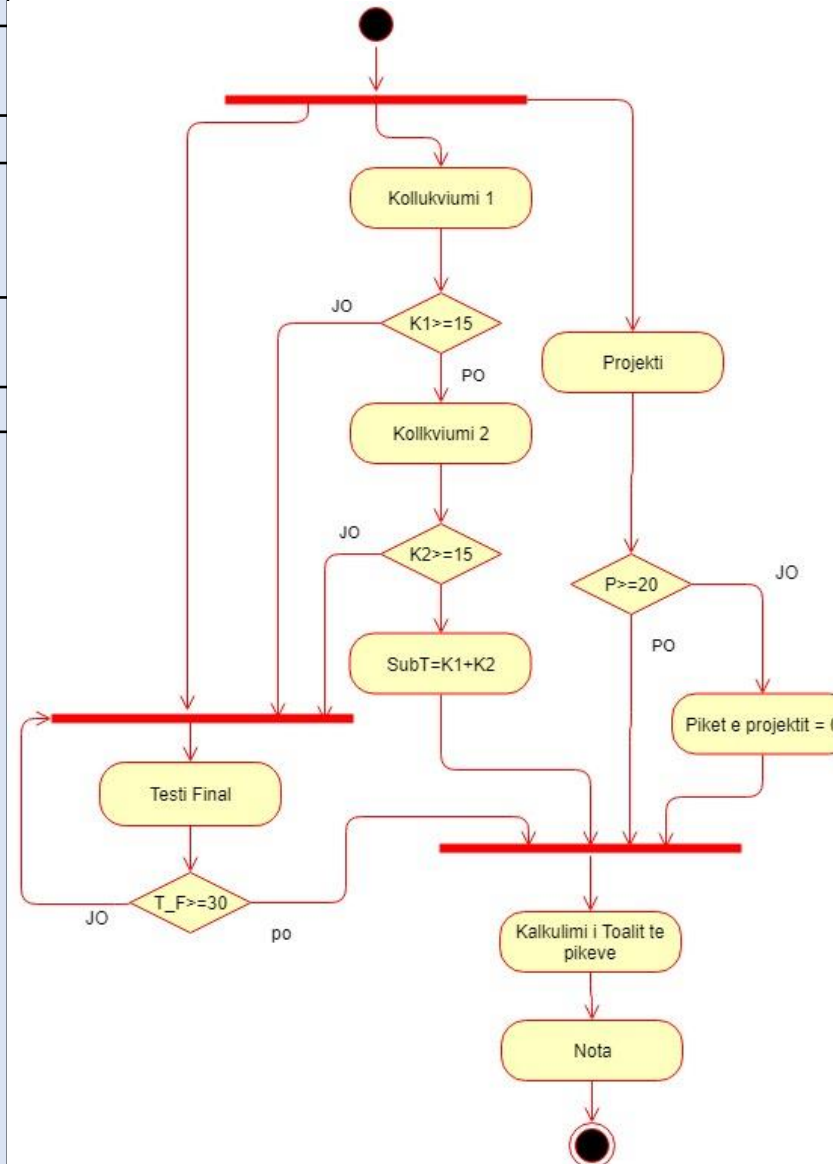 Kollukviumi 1
JO
K1>=15
PO
Projekti
Kollkviumi 2
JO
K2>=15
P>=20
JO
PO
SubT=K1+K2
Piket e projektit =
Testi Final
T_F>=30
JO
po
Kalkulimi i Toalit te
pikeve
Nota